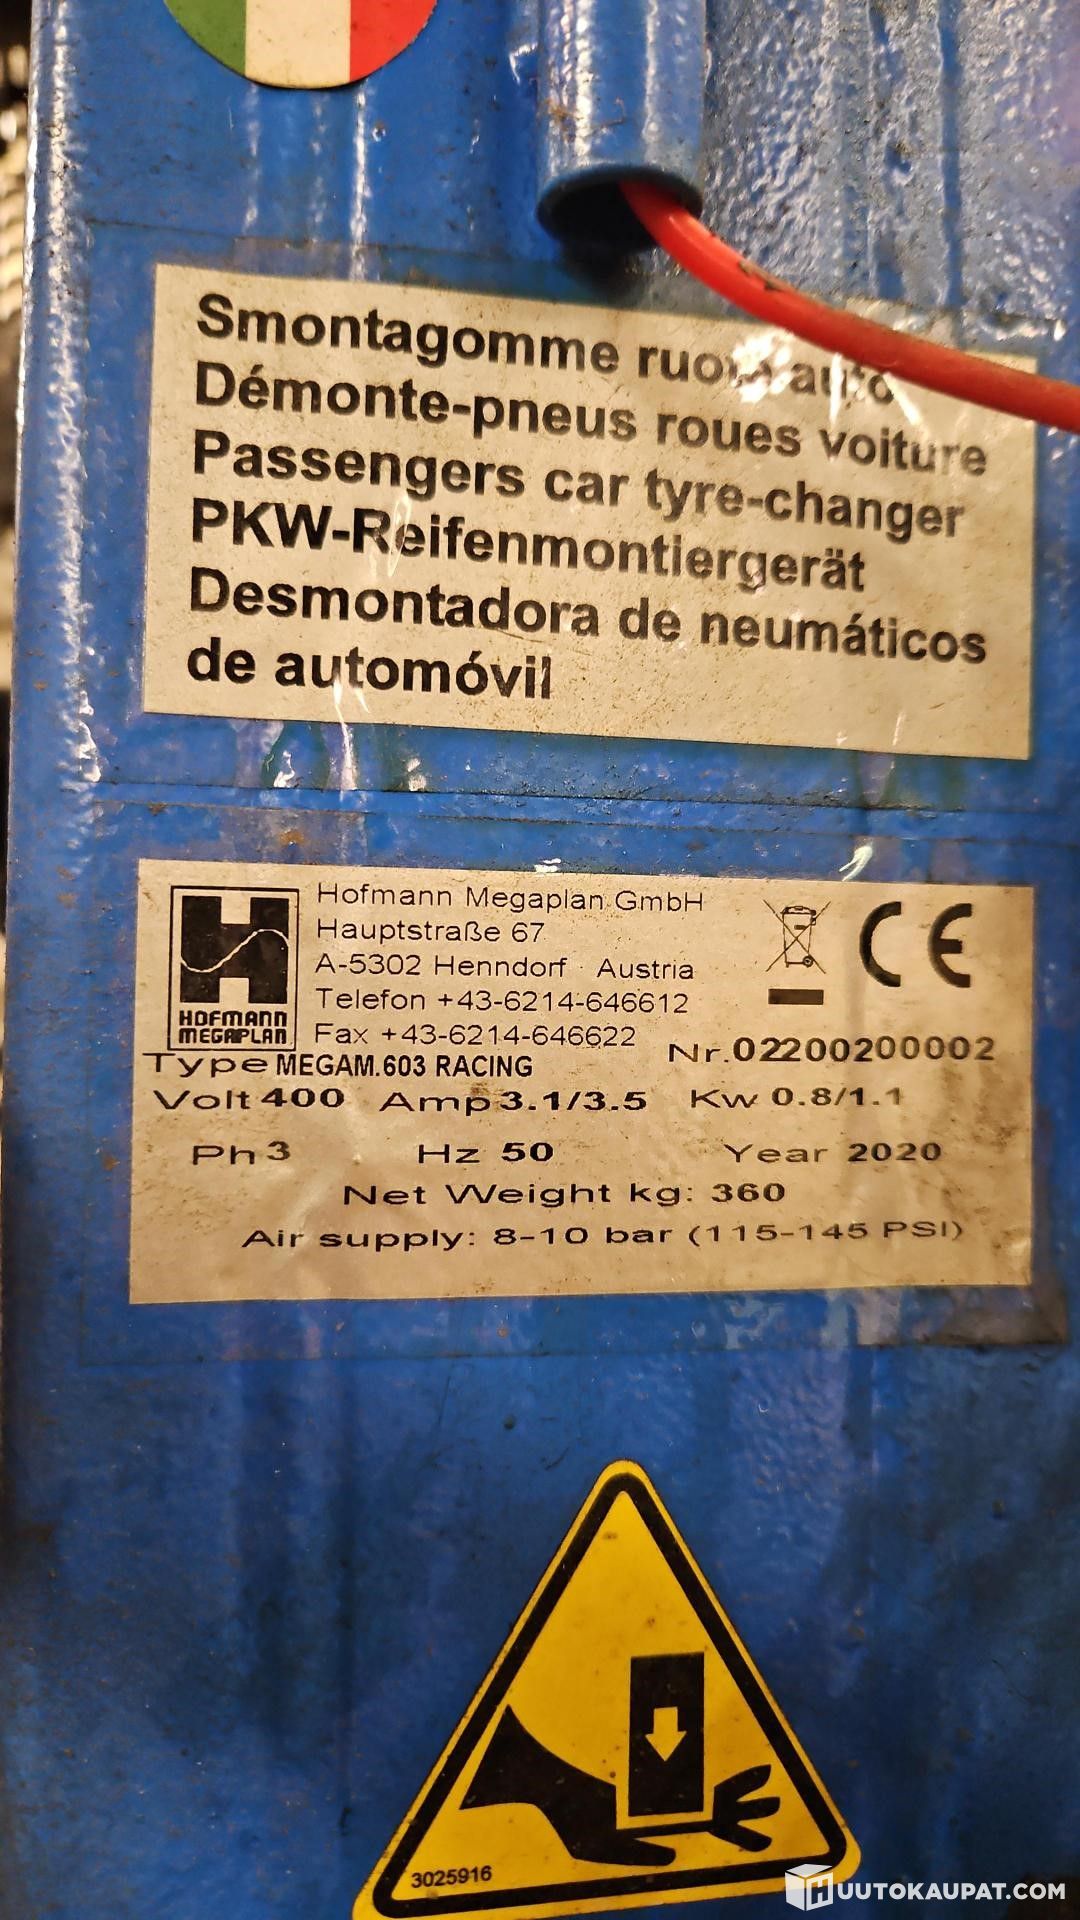 Smontagomme ruote auto
Démonte-pneus roues voiture
Passengers car tyre-changer
PKW-Reifenmontiergerät
Desmontadora de neumáticos
de automóvil
HOFMANN
MEGAPLAN
Hofmann Megaplan GmbH
Hauptstraße 67
A-5302 Henndorf · Austria
Telefon +43-6214-646612
Fax +43-6214-646622
CE
Nr.02200200002
Type MEGAM.603 RACING
Volt 400 Amp 3.1/3.5 Kw 0.8/1.1
Ph 3 Hz 50 Year 2020
Net Weight kg: 360
Air supply: 8-10 bar (115-145 PSI)
3025916
HUUTOKAUPAT.COM